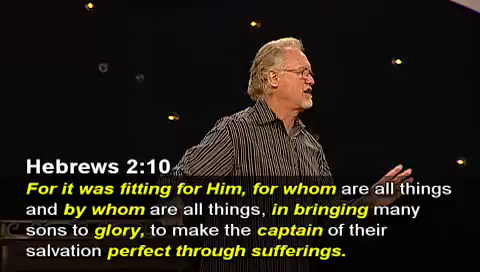 Hebrews 2:10
For it was fitting for Him, for whom are all things
and by whom are all things, in bringing many
sons to glory, to make the captain of their
salvation perfect through sufferings.